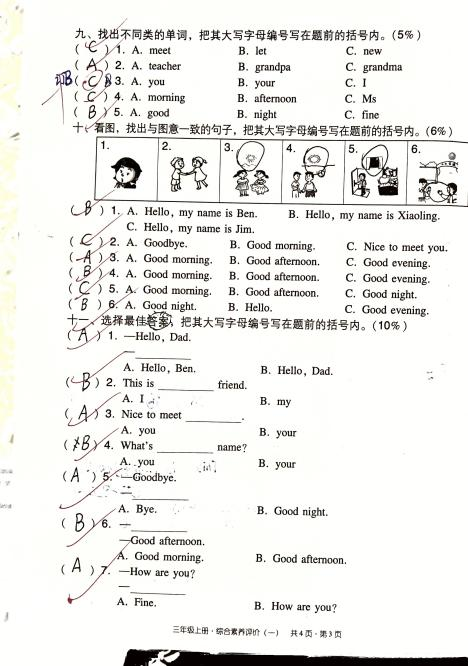 九、找出不同类的单词，把其大写字母编号写在题前的括号内。(5%)
( C ) 1. A. meet B. let C. new
( A ) 2. A. teacher B. grandpa C. grandma
B ( C ) 3. A. you B. your C. I
( C ) 4. A. morning B. afternoon C. Ms
( B ) 5. A. good B. night C. fine
十、看图，找出与图意一致的句子，把其大写字母编号写在题前的括号内。(6%)
1. 2. 3. 4. 5. 6.
( B ) 1. A. Hello, my name is Ben. B. Hello, my name is Xiaoling.
C. Hello, my name is Jim.
( C ) 2. A. Goodbye. B. Good morning. C. Nice to meet you.
( A ) 3. A. Good morning. B. Good afternoon. C. Good evening.
( B ) 4. A. Good morning. B. Good afternoon. C. Good evening.
( C ) 5. A. Good morning. B. Good afternoon. C. Good night.
( B ) 6. A. Good night. B. Hello. C. Good evening.
十一、选择最佳答案，把其大写字母编号写在题前的括号内。(10%)
( A ) 1. —Hello, Dad.
—__________
A. Hello, Ben. B. Hello, Dad.
( B ) 2. This is __________ friend.
A. I B. my
( A ) 3. Nice to meet __________.
A. you B. your
( B ) 4. What's __________ name?
A. you B. your
( A ) 5. —Goodbye.
—__________
A. Bye. B. Good night.
( B ) 6. —__________
—Good afternoon.
A. Good morning. B. Good afternoon.
( A ) 7. —How are you?
—__________
A. Fine. B. How are you?
三年级上册·综合素养评价(一) 共4页·第3页